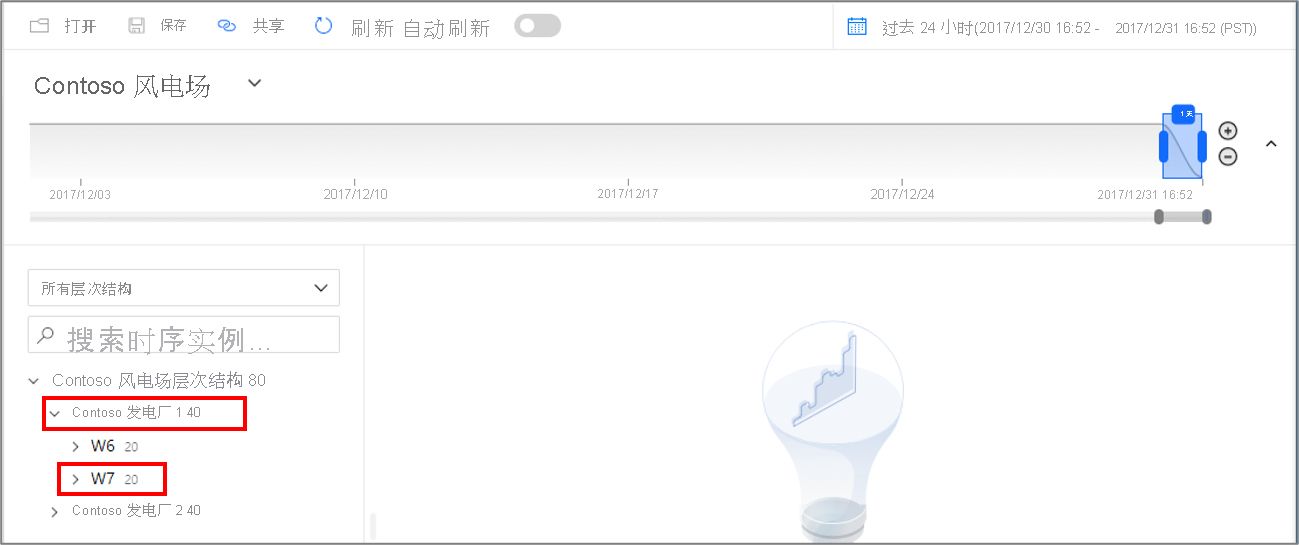 打开 保存 共享 刷新 自动刷新 过去 24 小时(2017/12/30 16:52 - 2017/12/31 16:52 (PST))
Contoso 风电场
1 天
2017/12/03 2017/12/10 2017/12/17 2017/12/24 2017/12/31 16:52
所有层次结构
搜索时序实例...
Contoso 风电场层次结构 80
Contoso 发电厂 1 40
W6 20
W7 20
Contoso 发电厂 2 40